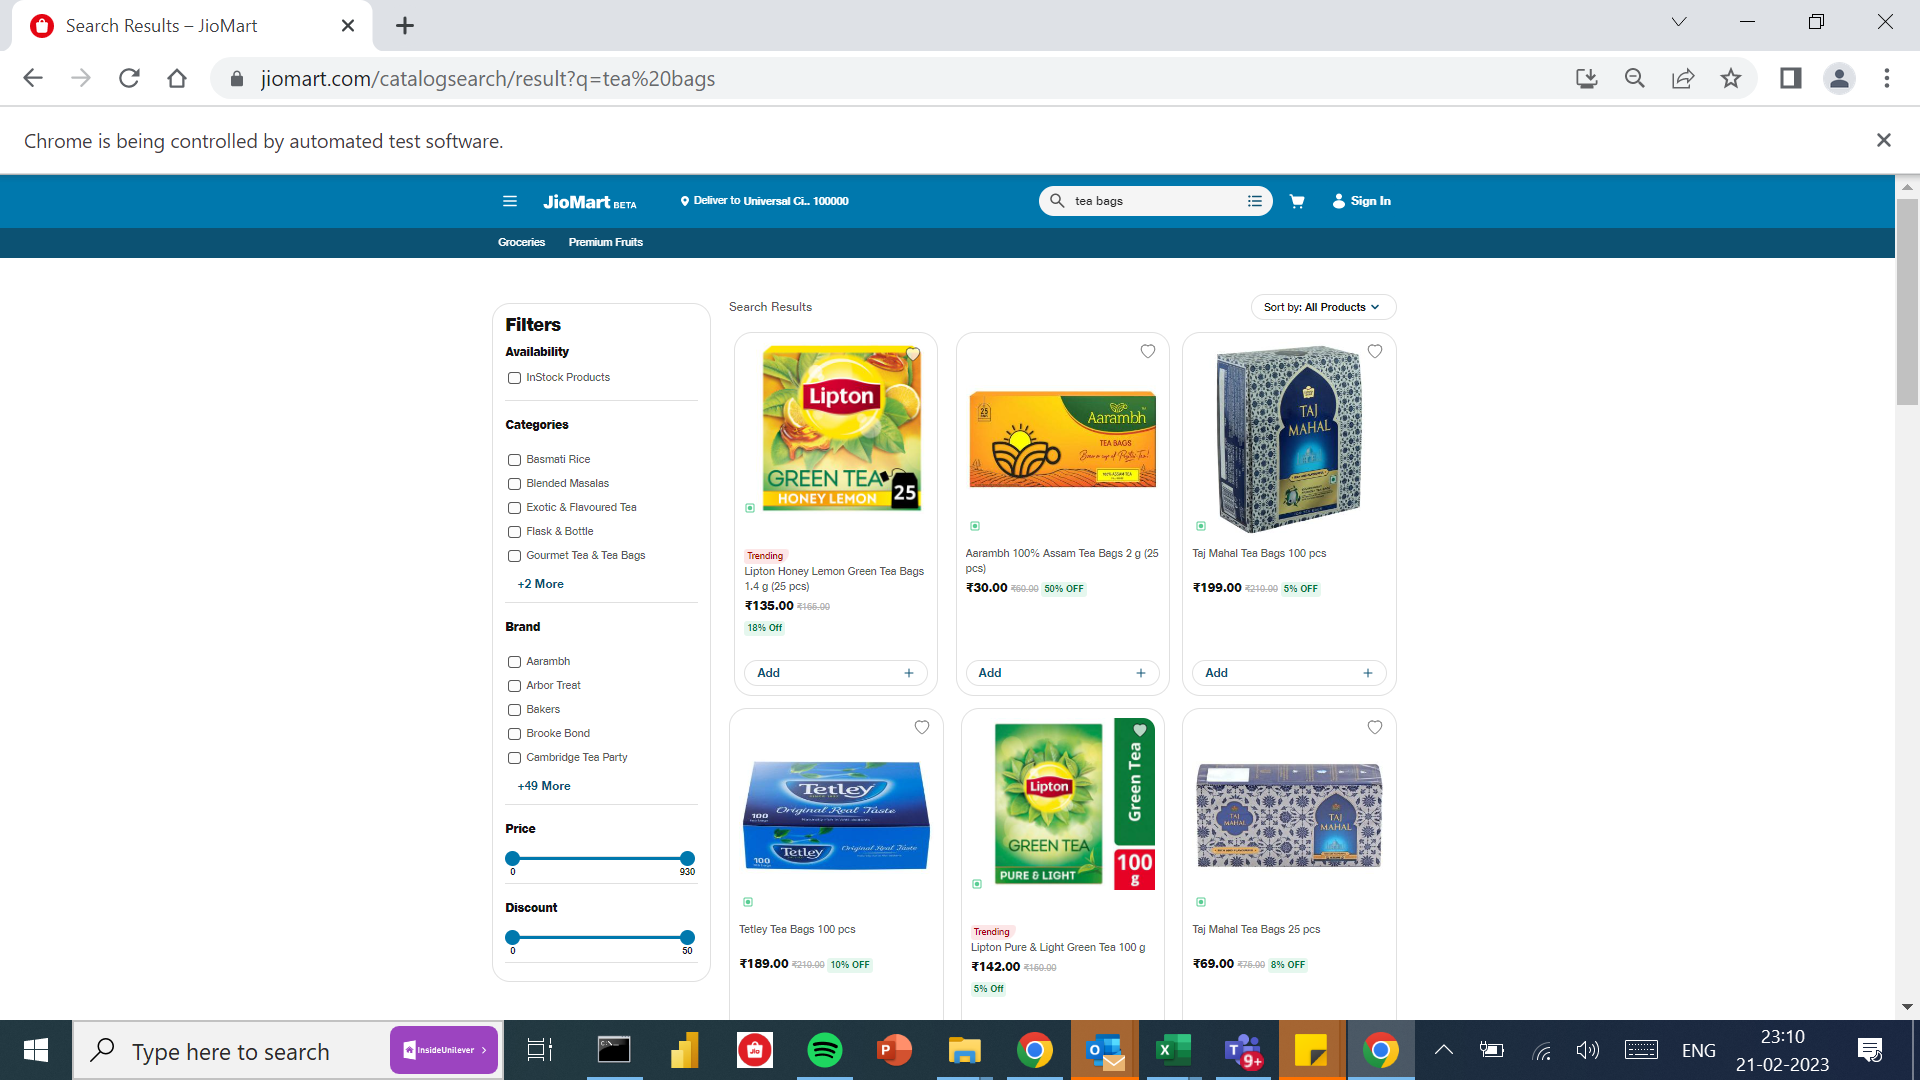 Search Results – JioMart
jiomart.com/catalogsearch/result?q=tea%20bags
Chrome is being controlled by automated test software.
JioMart BETA
Deliver to Universal Ci... 100000
tea bags
Sign In
Groceries
Premium Fruits
Filters
Availability
InStock Products
Categories
Basmati Rice
Blended Masalas
Exotic & Flavoured Tea
Flask & Bottle
Gourmet Tea & Tea Bags
+2 More
Brand
Aarambh
Arbor Treat
Bakers
Brooke Bond
Cambridge Tea Party
+49 More
Price
0
930
Discount
0
50
Search Results
Sort by: All Products
Lipton
GREEN TEA
HONEY LEMON
25
Trending
Lipton Honey Lemon Green Tea Bags
1.4 g (25 pcs)
₹135.00 ₹165.00
18% Off
Add +
25
Aarambh
TEA BAGS
Aarambh 100% Assam Tea Bags 2 g (25
pcs)
₹30.00 ₹60.00 50% OFF
Add +
TAJ
MAHAL
Taj Mahal Tea Bags 100 pcs
₹199.00 ₹210.00 5% OFF
Add +
Tetley
Original Real Taste
100
Tetley
Original Real Taste
100
Tetley Tea Bags 100 pcs
₹189.00 ₹210.00 10% OFF
Lipton
GREEN TEA
PURE & LIGHT
Green Tea
100
g
Trending
Lipton Pure & Light Green Tea 100 g
₹142.00 ₹150.00
5% Off
TAJ
MAHAL
TAJ
MAHAL
Taj Mahal Tea Bags 25 pcs
₹69.00 ₹75.00 8% OFF
Type here to search
InsideUnilever
9+
ENG
23:10
21-02-2023